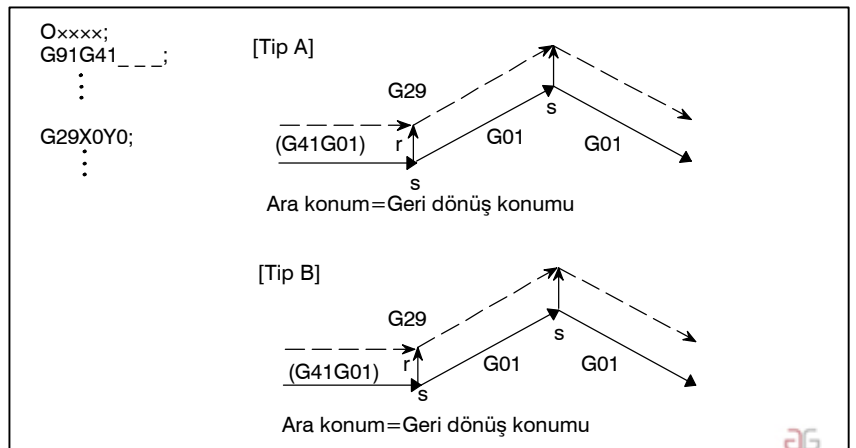 O××××;
G91G41_ _ _;
G29X0Y0;
[Tip A]
G29
(G41G01)
r
s
G01
s
G01
Ara konum=Geri dönüş konumu
[Tip B]
G29
(G41G01)
r
s
G01
s
G01
Ara konum=Geri dönüş konumu